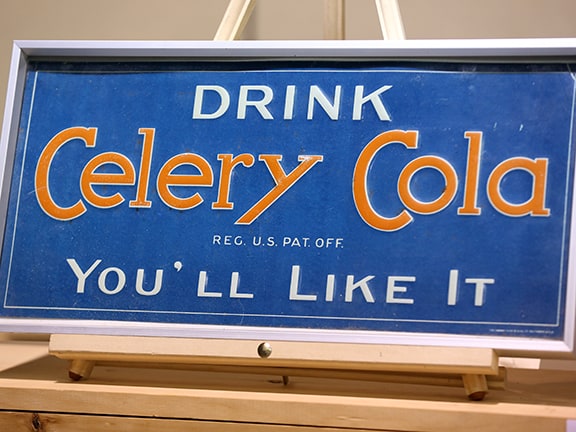 DRINK
Celery Cola
REG. U.S. PAT. OFF.
YOU'LL LIKE IT